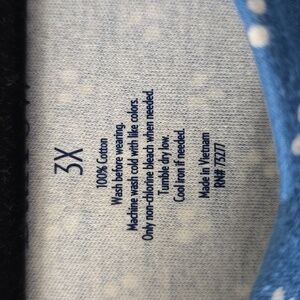 3X
100% Cotton
Wash before wearing.
Machine wash cold with like colors.
Only non-chlorine bleach when needed.
Tumble dry low.
Cool iron if needed.
Made in Vietnam
RN# 73277